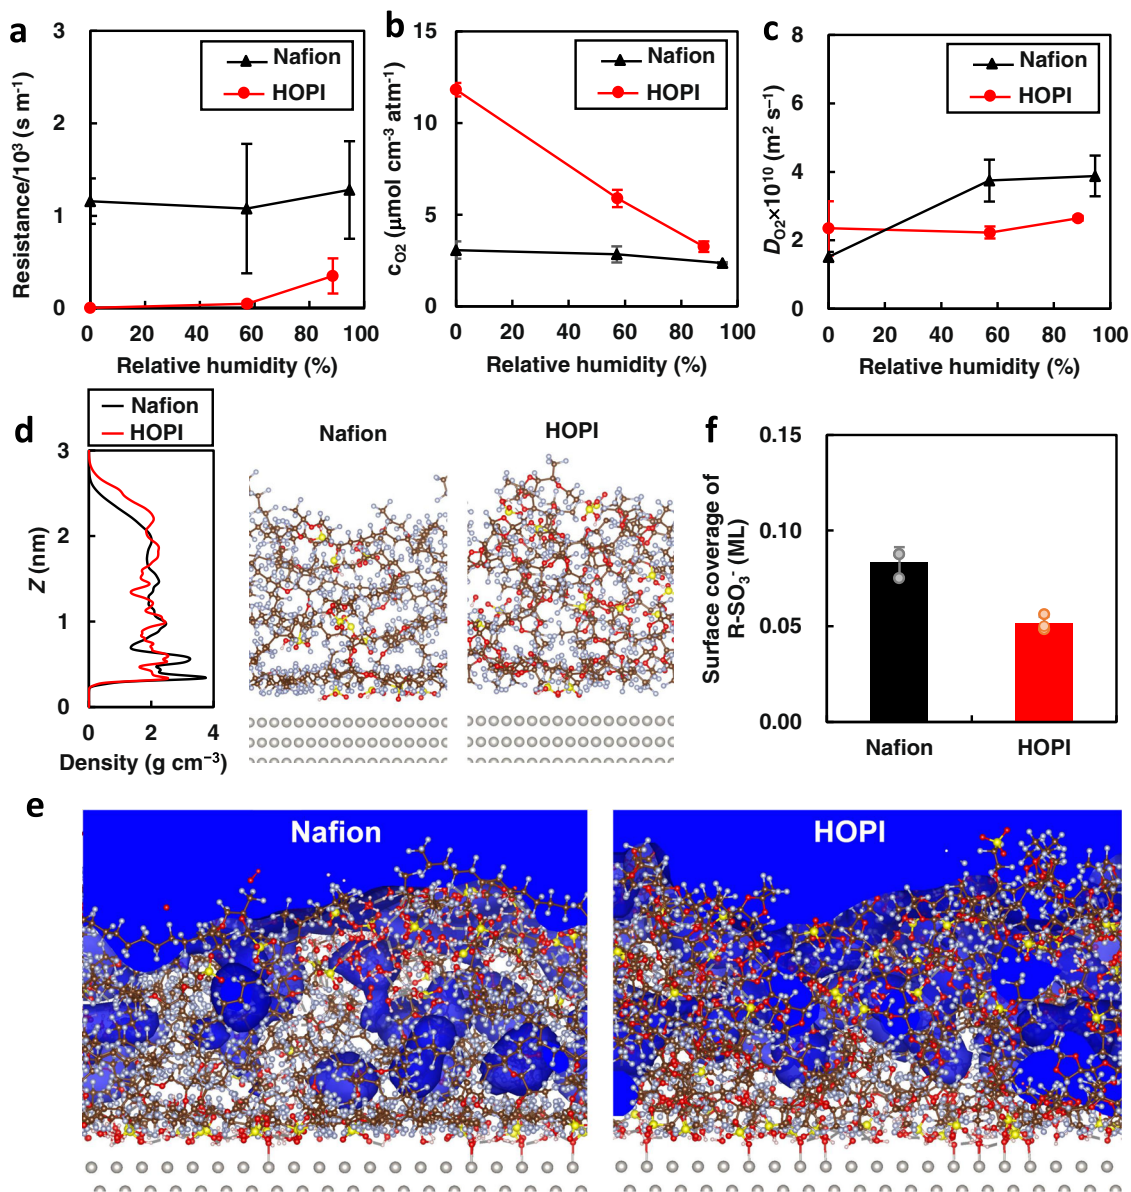 a
Resistance/10³ (s m⁻¹)
3
2
1
0
0 20 40 60 80 100
Relative humidity (%)
Nafion
HOPI
b
cO₂ (μmol cm⁻³ atm⁻¹)
15
10
5
0
0 20 40 60 80 100
Relative humidity (%)
Nafion
HOPI
c
DO₂×10¹⁰ (m² s⁻¹)
8
6
4
2
0
0 20 40 60 80 100
Relative humidity (%)
Nafion
HOPI
d
Nafion
HOPI
Z (nm)
3
2
1
0
0 2 4
Density (g cm⁻³)
Nafion
HOPI
f
Surface coverage of
R-SO₃- (ML)
0.15
0.10
0.05
0.00
Nafion HOPI
e
Nafion
HOPI